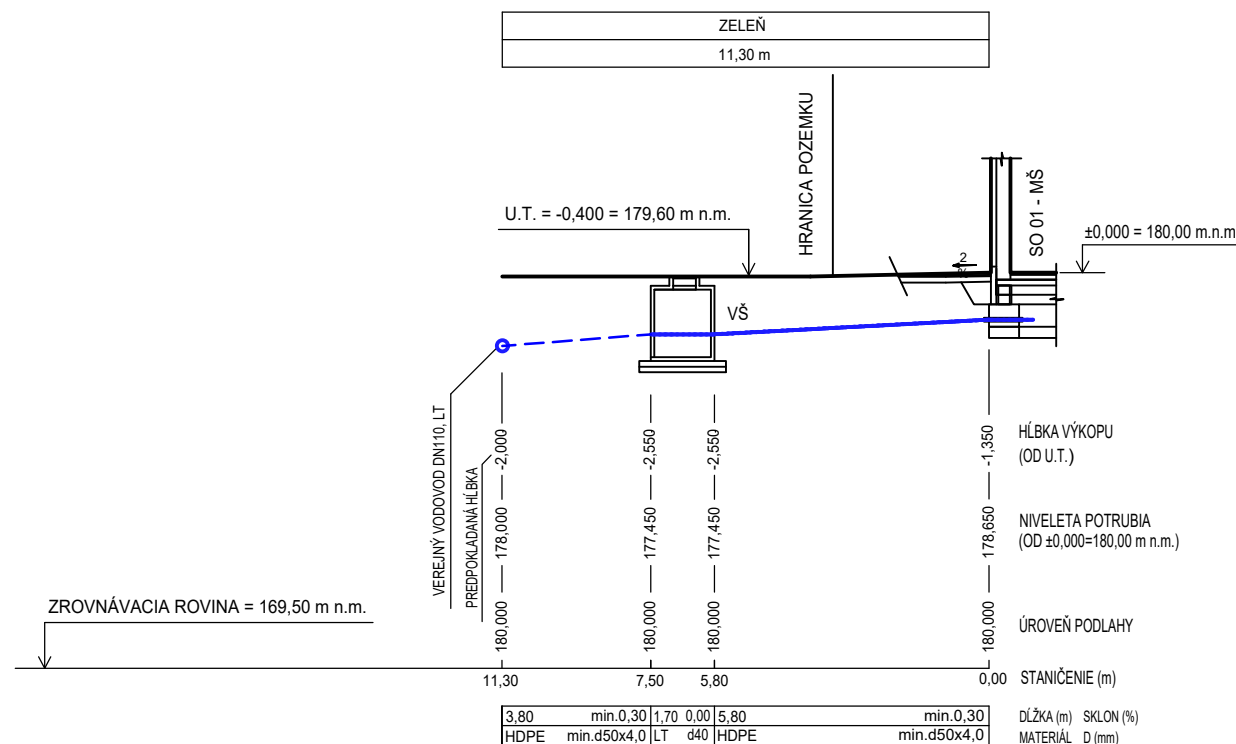 ZELEŇ
11,30 m
HRANICA POZEMKU
SO 01 - MŠ
U.T. = -0,400 = 179,60 m n.m.
±0,000 = 180,00 m.n.m
2
%
VŠ
VEREJNÝ VODOVOD DN110, LT
PREDPOKLADANÁ HĹBKA
-2,000 -2,550 -2,550 -1,350
HĹBKA VÝKOPU
(OD U.T.)
178,000 177,450 177,450 178,650
NIVELETA POTRUBIA
(OD ±0,000=180,00 m n.m.)
ZROVNÁVACIA ROVINA = 169,50 m n.m.
180,000 180,000 180,000 180,000
ÚROVEŇ PODLAHY
11,30 7,50 5,80 0,00 STANIČENIE (m)
3,80 min.0,30 1,70 0,00 5,80 min.0,30 DĹŽKA (m) SKLON (%)
HDPE min.d50x4,0 LT d40 HDPE min.d50x4,0 MATERIÁL D (mm)